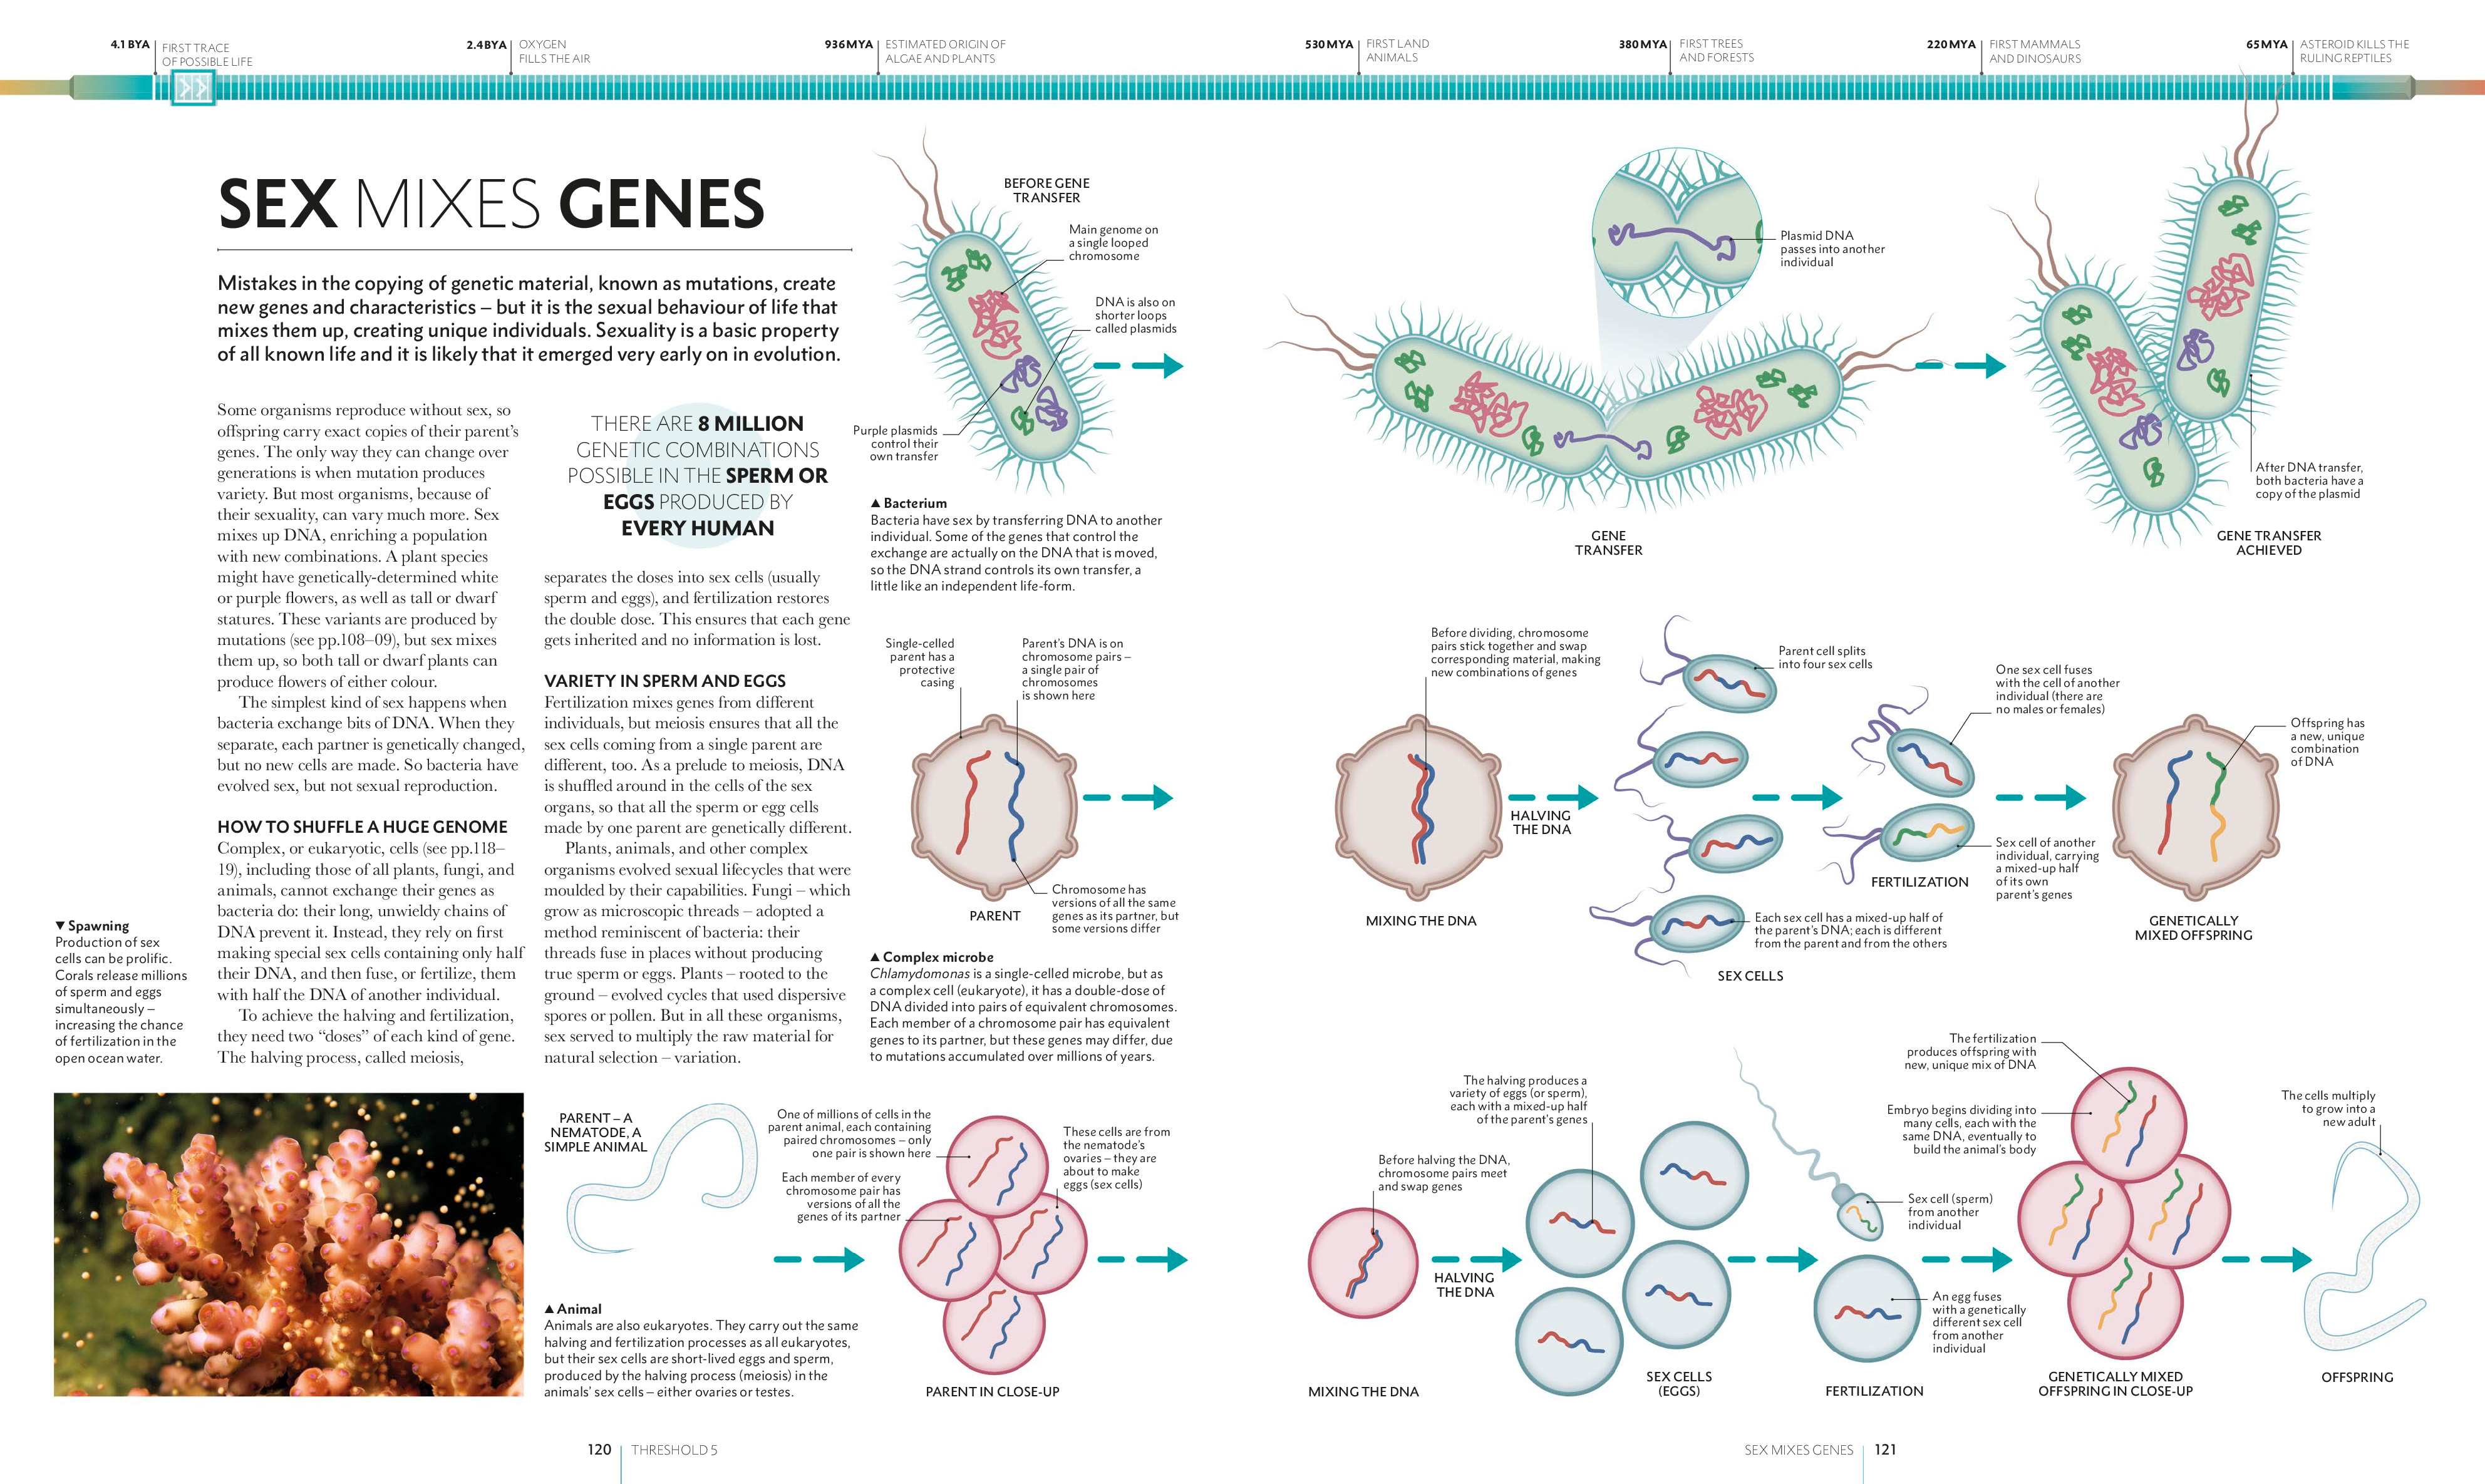 4.1 BYA
FIRST TRACE
OF POSSIBLE LIFE
2.4BYA
OXYGEN
FILLS THE AIR
936MYA
ESTIMATED ORIGIN OF
ALGAE AND PLANTS
530MYA
FIRST LAND
ANIMALS
380MYA
FIRST TREES
AND FORESTS
220MYA
FIRST MAMMALS
AND DINOSAURS
65MYA
ASTEROID KILLS THE
RULING REPTILES
SEX MIXES GENES
Mistakes in the copying of genetic material, known as mutations, create
new genes and characteristics – but it is the sexual behaviour of life that
mixes them up, creating unique individuals. Sexuality is a basic property
of all known life and it is likely that it emerged very early on in evolution.
Some organisms reproduce without sex, so
offspring carry exact copies of their parent's
genes. The only way they can change over
generations is when mutation produces
variety. But most organisms, because of
their sexuality, can vary much more. Sex
mixes up DNA, enriching a population
with new combinations. A plant species
might have genetically-determined white
or purple flowers, as well as tall or dwarf
statures. These variants are produced by
mutations (see pp.108–09), but sex mixes
them up, so both tall or dwarf plants can
produce flowers of either colour.
The simplest kind of sex happens when
bacteria exchange bits of DNA. When they
separate, each partner is genetically changed,
but no new cells are made. So bacteria have
evolved sex, but not sexual reproduction.
HOW TO SHUFFLE A HUGE GENOME
Complex, or eukaryotic, cells (see pp.118–
19), including those of all plants, fungi, and
animals, cannot exchange their genes as
bacteria do: their long, unwieldy chains of
DNA prevent it. Instead, they rely on first
making special sex cells containing only half
their DNA, and then fuse, or fertilize, them
with half the DNA of another individual.
To achieve the halving and fertilization,
they need two “doses” of each kind of gene.
The halving process, called meiosis,
THERE ARE 8 MILLION
GENETIC COMBINATIONS
POSSIBLE IN THE SPERM OR
EGGS PRODUCED BY
EVERY HUMAN
separates the doses into sex cells (usually
sperm and eggs), and fertilization restores
the double dose. This ensures that each gene
gets inherited and no information is lost.
VARIETY IN SPERM AND EGGS
Fertilization mixes genes from different
individuals, but meiosis ensures that all the
sex cells coming from a single parent are
different, too. As a prelude to meiosis, DNA
is shuffled around in the cells of the sex
organs, so that all the sperm or egg cells
made by one parent are genetically different.
Plants, animals, and other complex
organisms evolved sexual lifecycles that were
moulded by their capabilities. Fungi – which
grow as microscopic threads – adopted a
method reminiscent of bacteria: their
threads fuse in places without producing
true sperm or eggs. Plants – rooted to the
ground – evolved cycles that used dispersive
spores or pollen. But in all these organisms,
sex served to multiply the raw material for
natural selection – variation.
▼ Spawning
Production of sex
cells can be prolific.
Corals release millions
of sperm and eggs
simultaneously –
increasing the chance
of fertilization in the
open ocean water.
BEFORE GENE
TRANSFER
Main genome on
a single looped
chromosome
DNA is also on
shorter loops
called plasmids
Purple plasmids
control their
own transfer
▲ Bacterium
Bacteria have sex by transferring DNA to another
individual. Some of the genes that control the
exchange are actually on the DNA that is moved,
so the DNA strand controls its own transfer, a
little like an independent life-form.
Plasmid DNA
passes into another
individual
GENE
TRANSFER
After DNA transfer,
both bacteria have a
copy of the plasmid
GENE TRANSFER
ACHIEVED
Single-celled
parent has a
protective
casing
Parent's DNA is on
chromosome pairs –
a single pair of
chromosomes
is shown here
Chromosome has
versions of all the same
genes as its partner, but
some versions differ
PARENT
▲ Complex microbe
Chlamydomonas is a single-celled microbe, but as
a complex cell (eukaryote), it has a double-dose of
DNA divided into pairs of equivalent chromosomes.
Each member of a chromosome pair has equivalent
genes to its partner, but these genes may differ, due
to mutations accumulated over millions of years.
Before dividing, chromosome
pairs stick together and swap
corresponding material, making
new combinations of genes
MIXING THE DNA
HALVING
THE DNA
Parent cell splits
into four sex cells
Each sex cell has a mixed-up half of
the parent's DNA; each is different
from the parent and from the others
SEX CELLS
One sex cell fuses
with the cell of another
individual (there are
no males or females)
FERTILIZATION
Sex cell of another
individual, carrying
a mixed-up half
of its own
parent's genes
Offspring has
a new, unique
combination
of DNA
GENETICALLY
MIXED OFFSPRING
PARENT – A
NEMATODE, A
SIMPLE ANIMAL
▲ Animal
Animals are also eukaryotes. They carry out the same
halving and fertilization processes as all eukaryotes,
but their sex cells are short-lived eggs and sperm,
produced by the halving process (meiosis) in the
animals' sex cells – either ovaries or testes.
One of millions of cells in the
parent animal, each containing
paired chromosomes – only
one pair is shown here
Each member of every
chromosome pair has
versions of all the
genes of its partner
These cells are from
the nematode's
ovaries – they are
about to make
eggs (sex cells)
PARENT IN CLOSE-UP
Before halving the DNA,
chromosome pairs meet
and swap genes
MIXING THE DNA
HALVING
THE DNA
The halving produces a
variety of eggs (or sperm),
each with a mixed-up half
of the parent's genes
SEX CELLS
(EGGS)
Sex cell (sperm)
from another
individual
An egg fuses
with a genetically
different sex cell
from another
individual
FERTILIZATION
The fertilization
produces offspring with
new, unique mix of DNA
Embryo begins dividing into
many cells, each with the
same DNA, eventually to
build the animal's body
GENETICALLY MIXED
OFFSPRING IN CLOSE-UP
The cells multiply
to grow into a
new adult
OFFSPRING
120
THRESHOLD 5
SEX MIXES GENES
121